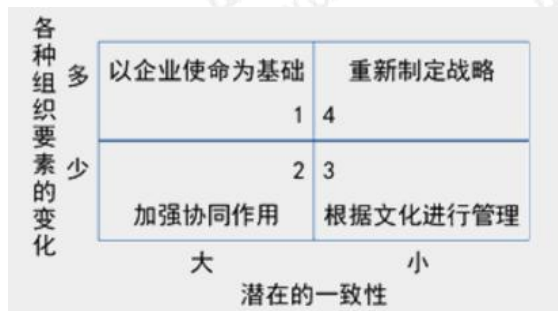 各种组织要素的变化
多
以企业使命为基础
重新制定战略
1
4
少
2
3
加强协同作用
根据文化进行管理
大
小
潜在的一致性